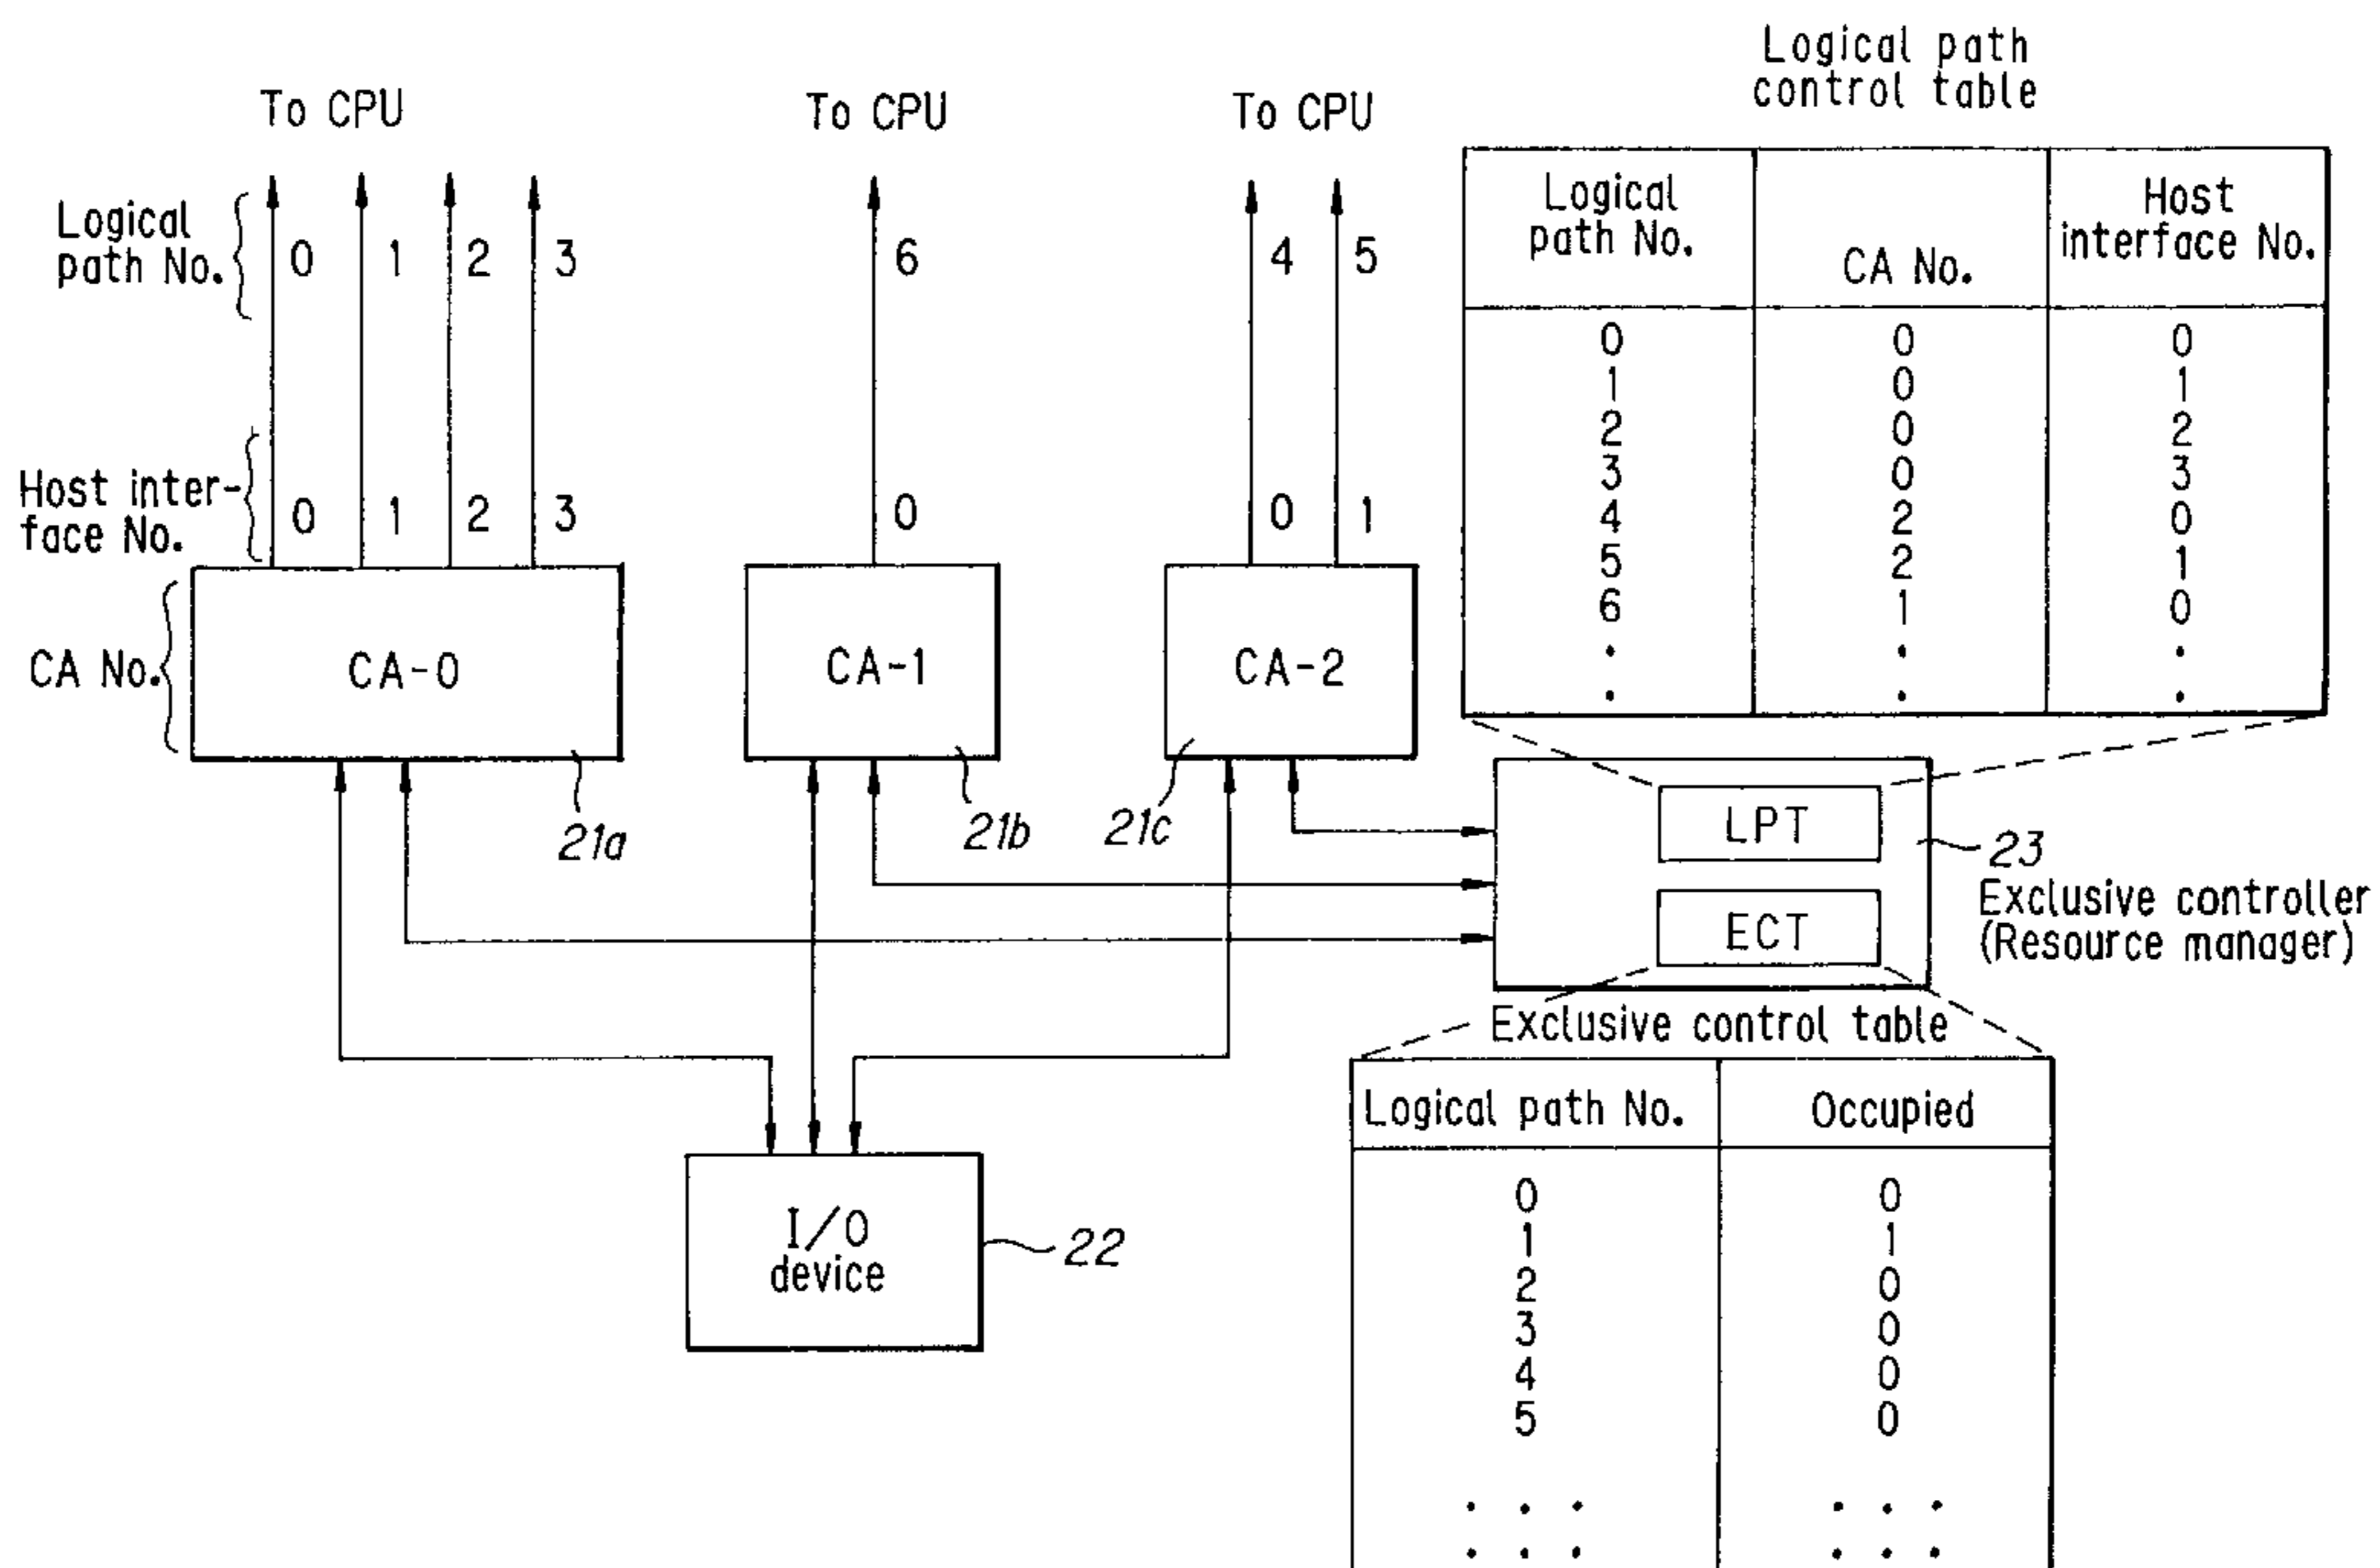 Logical path
control table
To CPU
To CPU
To CPU
Logical
path No.
0 1 2 3
6
4 5
Host inter-
face No.
0 1 2 3
0
0 1
CA No.
CA-0
CA-1
CA-2
21a
21b
21c
Logical
path No.
CA No.
Host
interface No.
0 0 0
1 0 1
2 0 2
3 0 3
4 2 0
5 2 1
6 1 0
. . .
. . .
LPT
ECT
23
Exclusive controller
(Resource manager)
I/O
device
22
Exclusive control table
Logical path No. Occupied
0 0
1 1
2 0
3 0
4 0
5 0
. . . . . .
. . . . . .